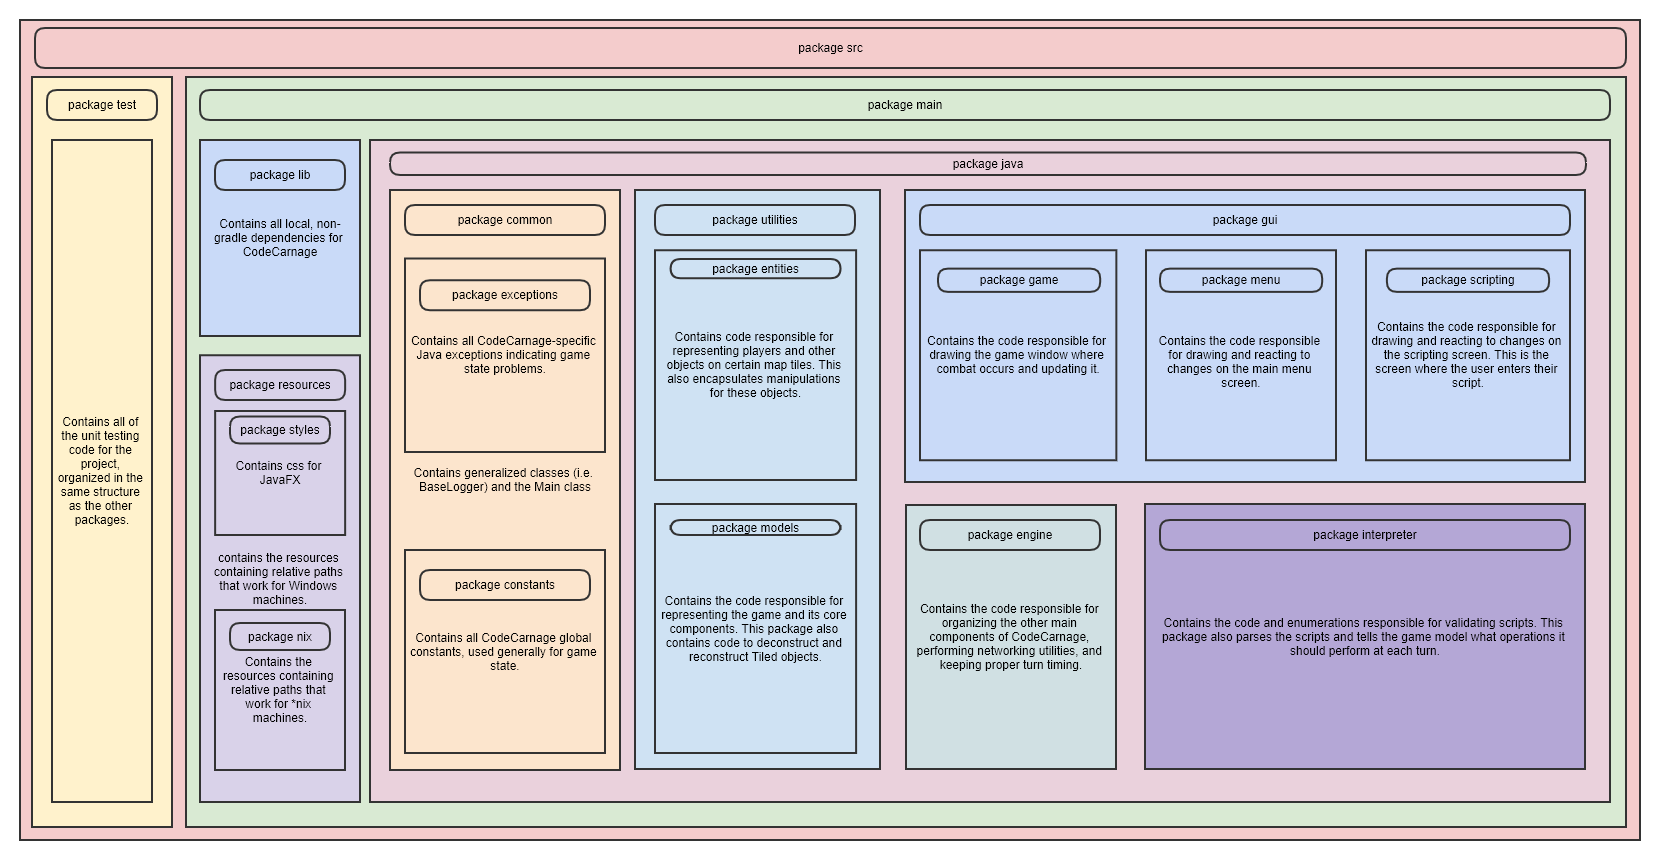 package src
package test
Contains all of
the unit testing
code for the
project,
organized in the
same structure
as the other
packages.
package main
package lib
Contains all local, non-
gradle dependencies for
CodeCarnage
package resources
package styles
Contains css for
JavaFX
contains the resources
containing relative paths
that work for Windows
machines.
package nix
Contains the
resources containing
relative paths that
work for *nix
machines.
package java
package common
package exceptions
Contains all CodeCarnage-specific
Java exceptions indicating game
state problems.
Contains generalized classes (i.e.
BaseLogger) and the Main class
package constants
Contains all CodeCarnage global
constants, used generally for game
state.
package utilities
package entities
Contains code responsible for
representing players and other
objects on certain map tiles. This
also encapsulates manipulations
for these objects.
package models
Contains the code responsible for
representing the game and its core
components. This package also
contains code to deconstruct and
reconstruct Tiled objects.
package gui
package game
Contains the code responsible for
drawing the game window where
combat occurs and updating it.
package menu
Contains the code responsible
for drawing and reacting to
changes on the main menu
screen.
package scripting
Contains the code responsible for
drawing and reacting to changes on
the scripting screen. This is the
screen where the user enters their
script.
package engine
Contains the code responsible for
organizing the other main
components of CodeCarnage,
performing networking utilities, and
keeping proper turn timing.
package interpreter
Contains the code and enumerations responsible for validating scripts. This
package also parses the scripts and tells the game model what operations it
should perform at each turn.